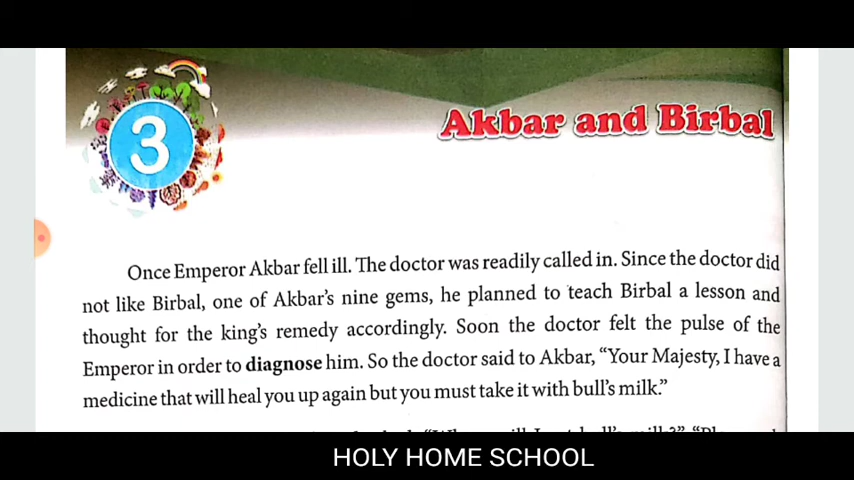 3
Akbar and Birbal
Once Emperor Akbar fell ill. The doctor was readily called in. Since the doctor did
not like Birbal, one of Akbar's nine gems, he planned to teach Birbal a lesson and
thought for the king's remedy accordingly. Soon the doctor felt the pulse of the
Emperor in order to diagnose him. So the doctor said to Akbar, "Your Majesty, I have a
medicine that will heal you up again but you must take it with bull's milk."
HOLY HOME SCHOOL